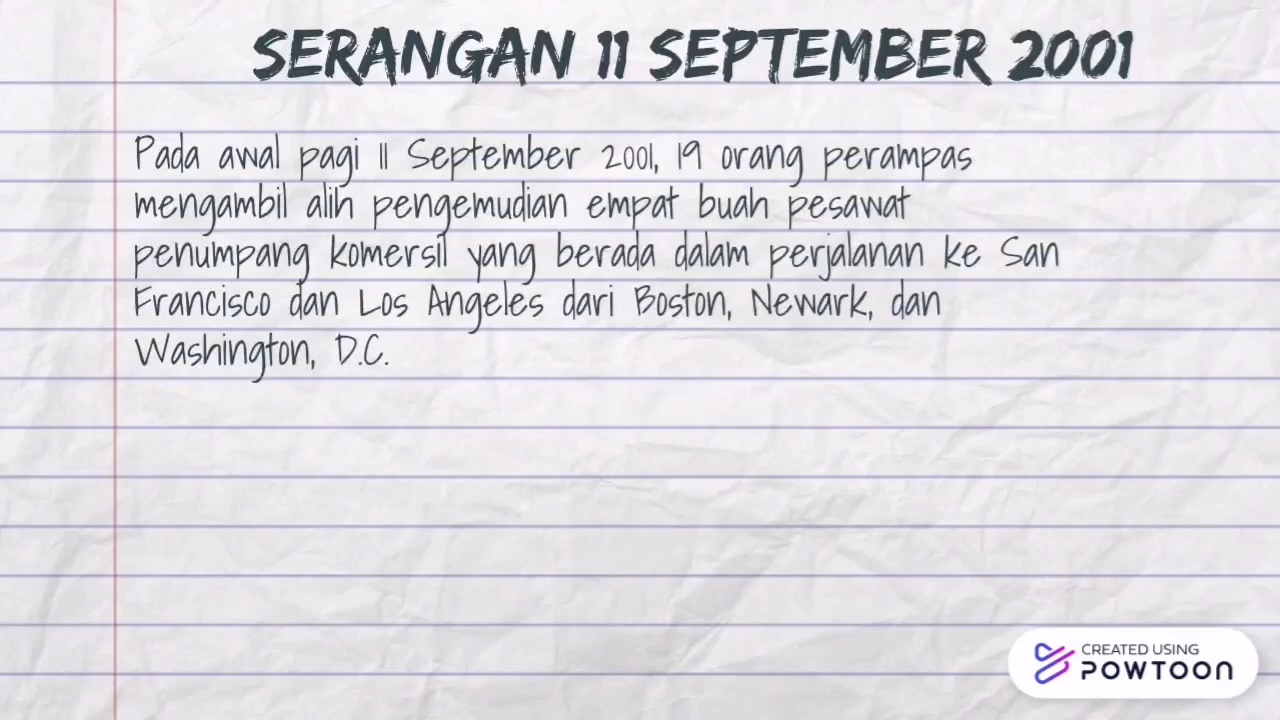 SERANGAN 11 SEPTEMBER 2001
Pada awal pagi 11 September 2001, 19 orang perampas
mengambil alih pengemudian empat buah pesawat
penumpang komersil yang berada dalam perjalanan ke San
Francisco dan Los Angeles dari Boston, Newark, dan
Washington, D.C.
CREATED USING
POWTOON